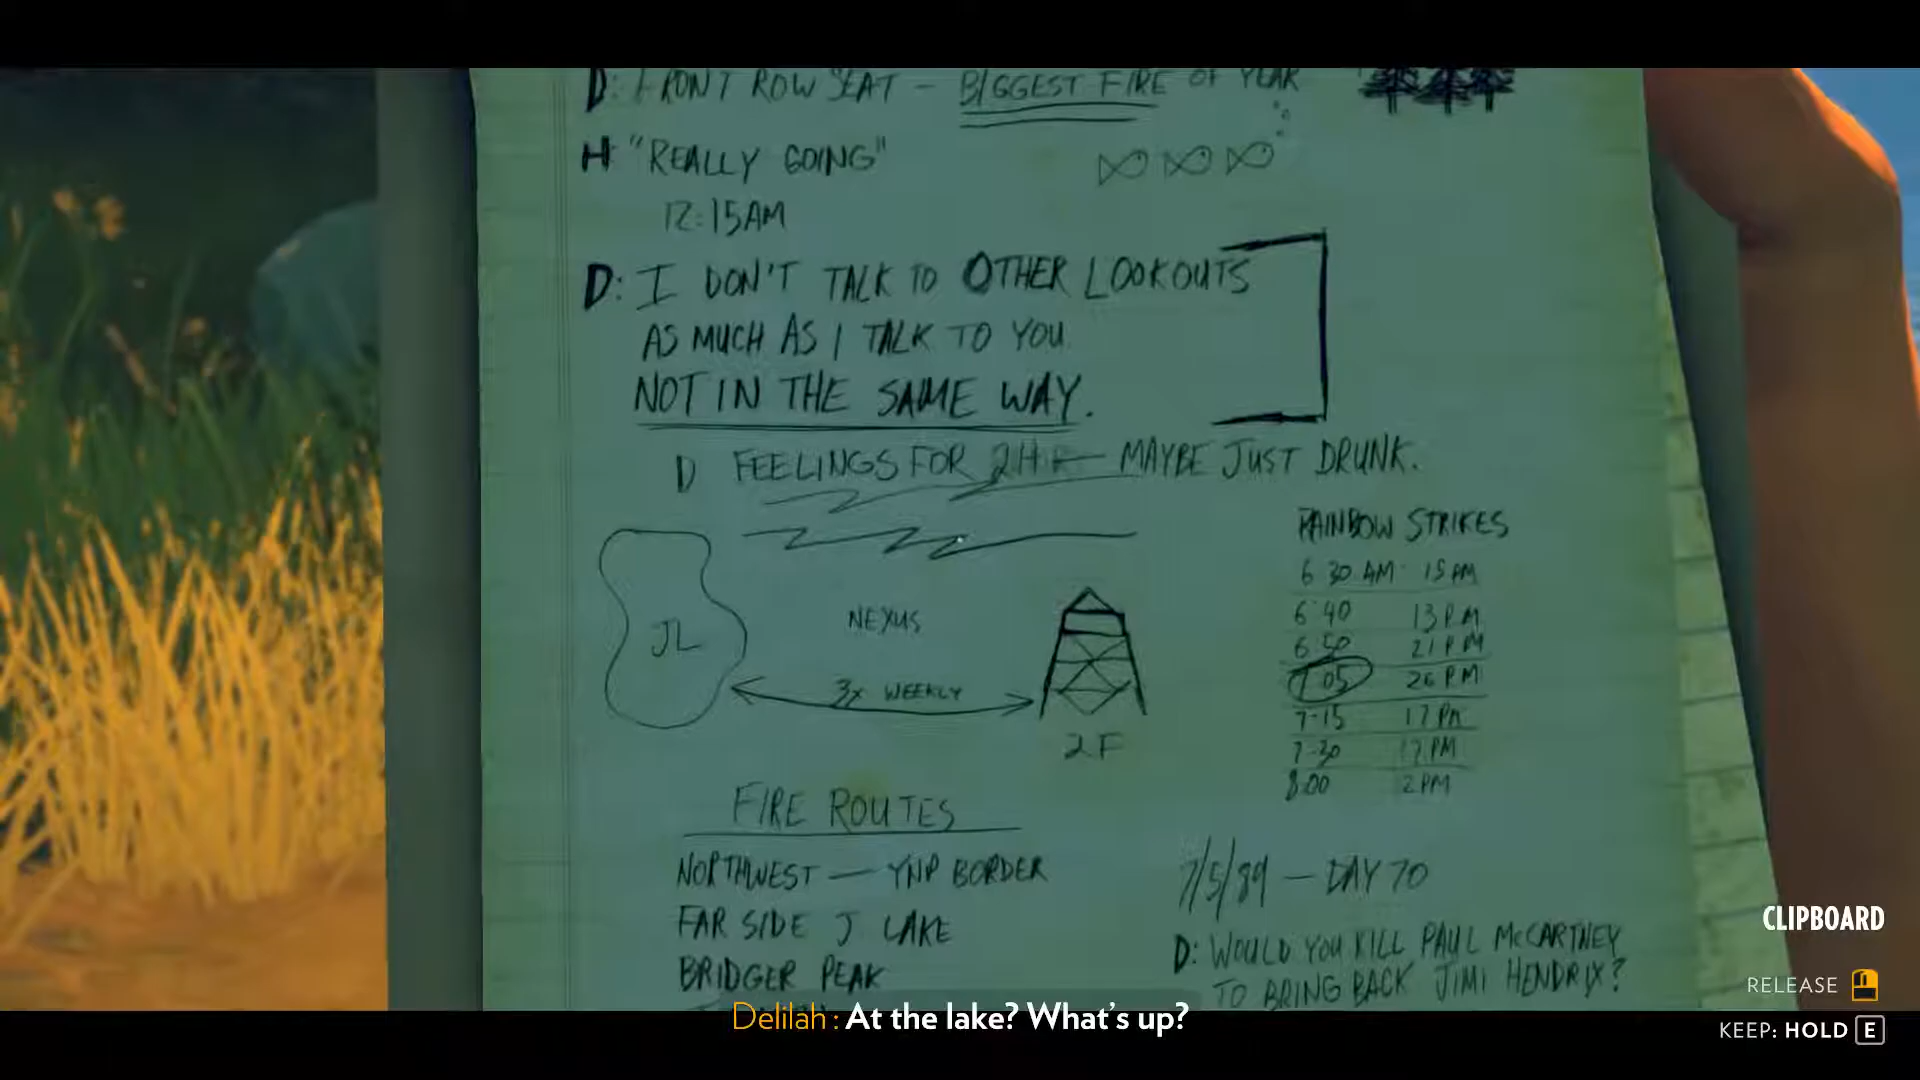 D: FRONT ROW SEAT — BIGGEST FIRE OF YEAR
H "REALLY GOING"
12:15AM
D: I DON'T TALK TO OTHER LOOKOUTS
AS MUCH AS I TALK TO YOU
NOT IN THE SAME WAY.
D FEELINGS FOR MAYBE JUST DRUNK.
RAINBOW STRIKES
6 30 AM 15 PM
6:40 13 PM
6:50 21 PM
7 05 26 PM
7-15 17 PM
7-30 17 PM
8:00 2 PM
JL
NEXUS
3x WEEKLY
2F
FIRE ROUTES
NORTHWEST — YNP BORDER
FAR SIDE J LAKE
BRIDGER PEAK
7/5/89 — DAY 70
D: WOULD YOU KILL PAUL McCARTNEY
TO BRING BACK JIMI HENDRIX?
CLIPBOARD
RELEASE
KEEP: HOLD E
Delilah : At the lake? What's up?